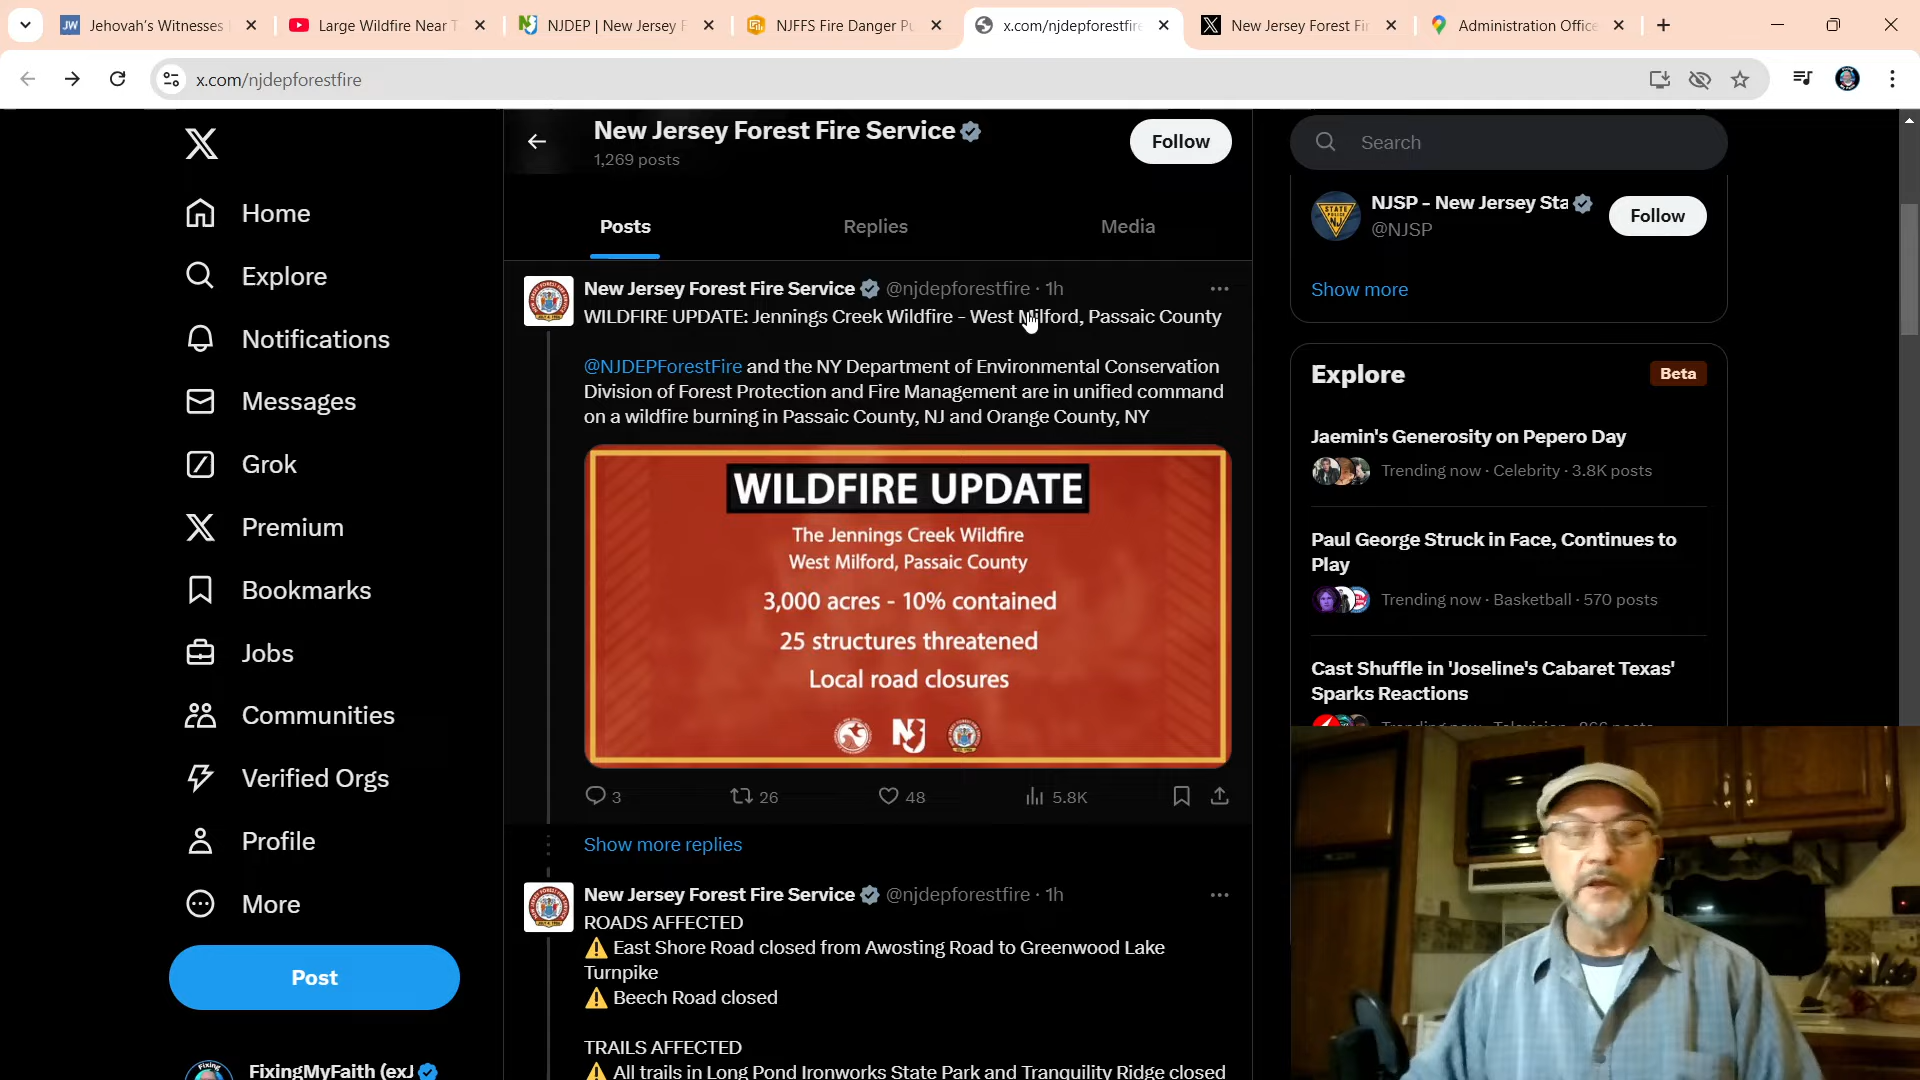 JW
Jehovah's Witnesses
Large Wildfire Near T
NJDEP | New Jersey F
NJFFS Fire Danger Pu
x.com/njdepforestfire
New Jersey Forest Fir
Administration Office
x.com/njdepforestfire
Home
Explore
Notifications
Messages
Grok
Premium
Bookmarks
Jobs
Communities
Verified Orgs
Profile
More
Post
FixingMyFaith (exJ
New Jersey Forest Fire Service
1,269 posts
Follow
Posts
Replies
Media
New Jersey Forest Fire Service @njdepforestfire · 1h
WILDFIRE UPDATE: Jennings Creek Wildfire – West Milford, Passaic County
@NJDEPForestFire and the NY Department of Environmental Conservation
Division of Forest Protection and Fire Management are in unified command
on a wildfire burning in Passaic County, NJ and Orange County, NY
WILDFIRE UPDATE
The Jennings Creek Wildfire
West Milford, Passaic County
3,000 acres - 10% contained
25 structures threatened
Local road closures
NJ
3
26
48
5.8K
Show more replies
New Jersey Forest Fire Service @njdepforestfire · 1h
ROADS AFFECTED
⚠️ East Shore Road closed from Awosting Road to Greenwood Lake
Turnpike
⚠️ Beech Road closed
TRAILS AFFECTED
⚠️ All trails in Long Pond Ironworks State Park and Tranquility Ridge closed
Search
NJSP - New Jersey Sta
@NJSP
Follow
Show more
Explore
Beta
Jaemin's Generosity on Pepero Day
Trending now · Celebrity · 3.8K posts
Paul George Struck in Face, Continues to
Play
Trending now · Basketball · 570 posts
Cast Shuffle in 'Joseline's Cabaret Texas'
Sparks Reactions